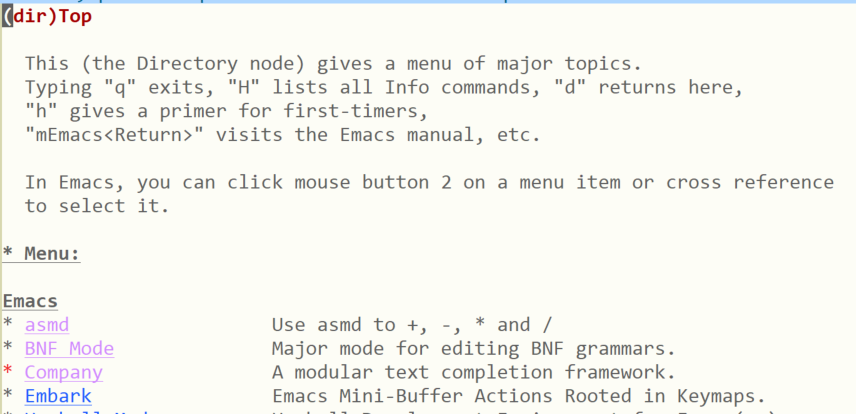 (dir)Top
This (the Directory node) gives a menu of major topics.
Typing "q" exits, "H" lists all Info commands, "d" returns here,
"h" gives a primer for first-timers,
"mEmacs<Return>" visits the Emacs manual, etc.
In Emacs, you can click mouse button 2 on a menu item or cross reference
to select it.
* Menu:
Emacs
* asmd Use asmd to +, -, * and /
* BNF Mode Major mode for editing BNF grammars.
* Company A modular text completion framework.
* Embark Emacs Mini-Buffer Actions Rooted in Keymaps.